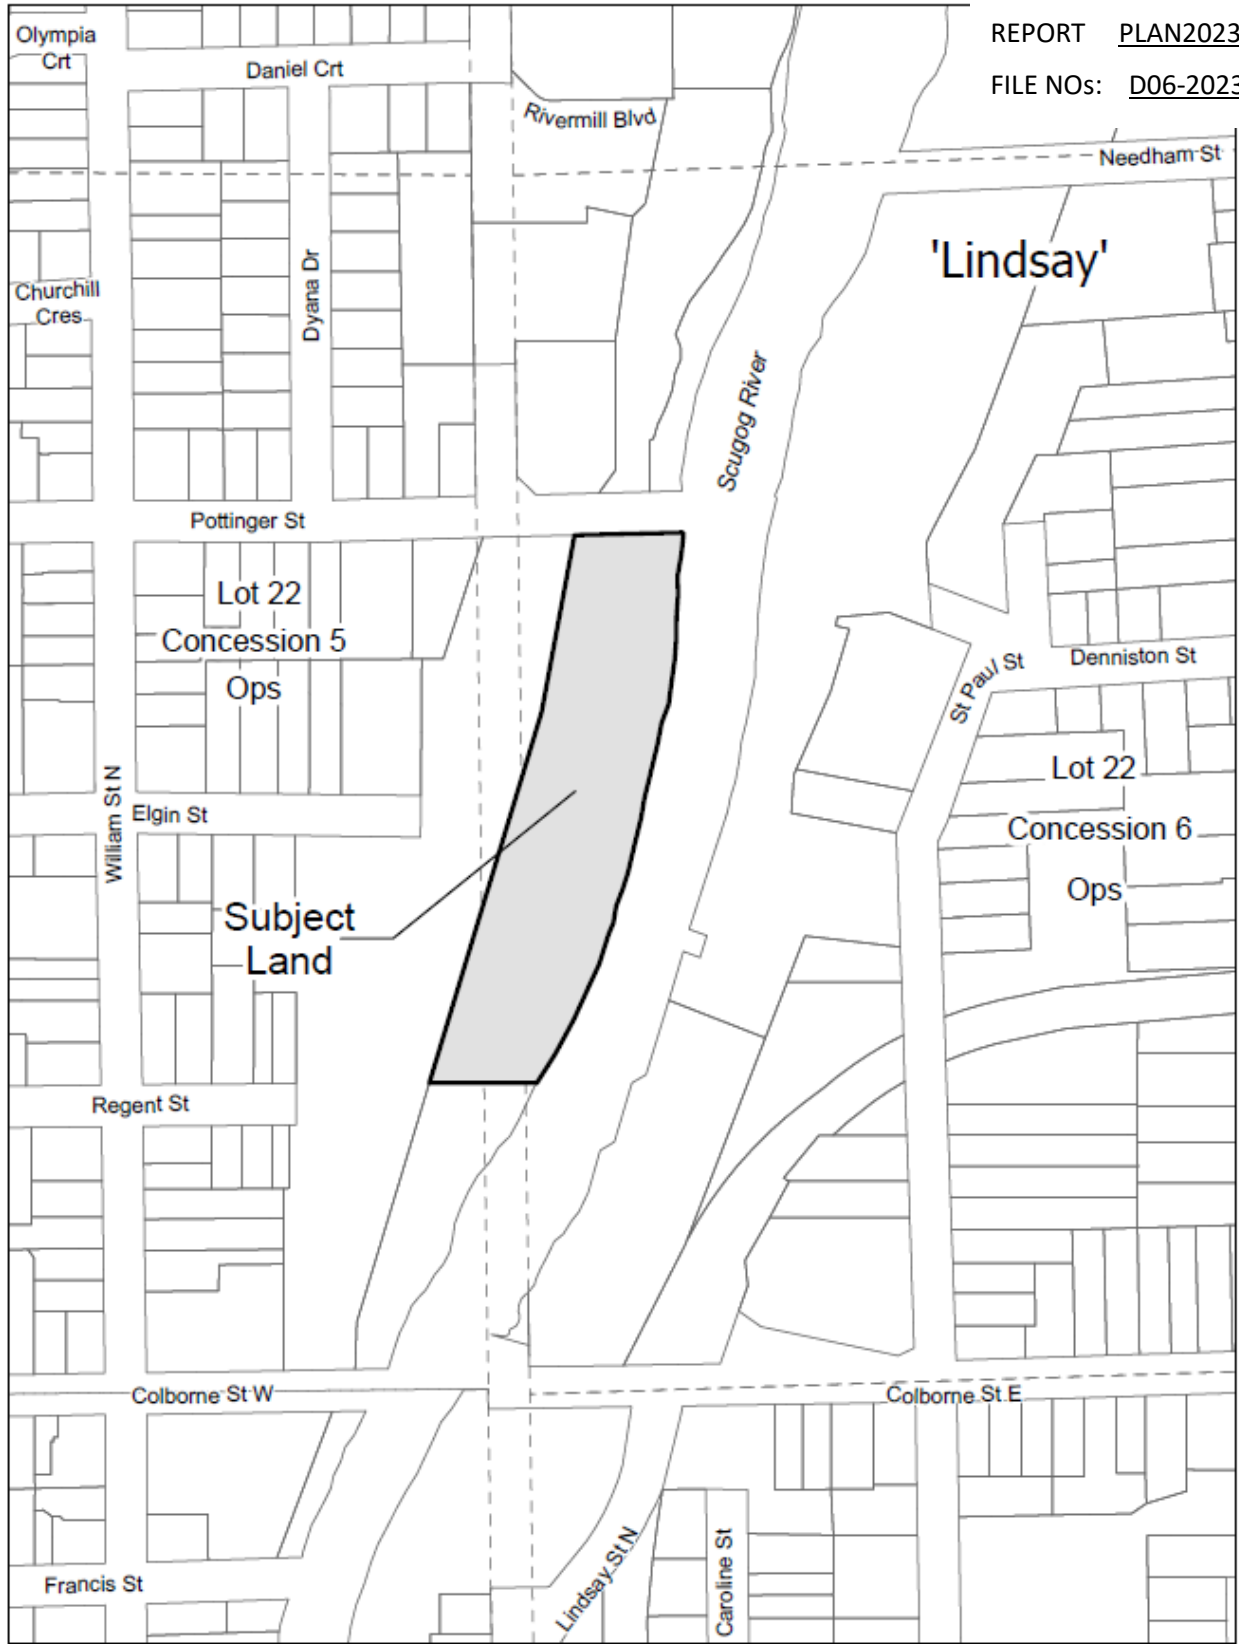 REPORT PLAN2023
FILE NOs: D06-2023
Olympia
Crt
Daniel Crt
Rivermill Blvd
Needham St
'Lindsay'
Dyana Dr
Churchill
Cres
Scugog River
Pottinger St
Lot 22
Concession 5
Ops
St Paul St
Denniston St
Lot 22
Concession 6
Ops
William St N
Elgin St
Subject
Land
Regent St
Colborne St W
Colborne St E
Lindsay St N
Caroline St
Francis St